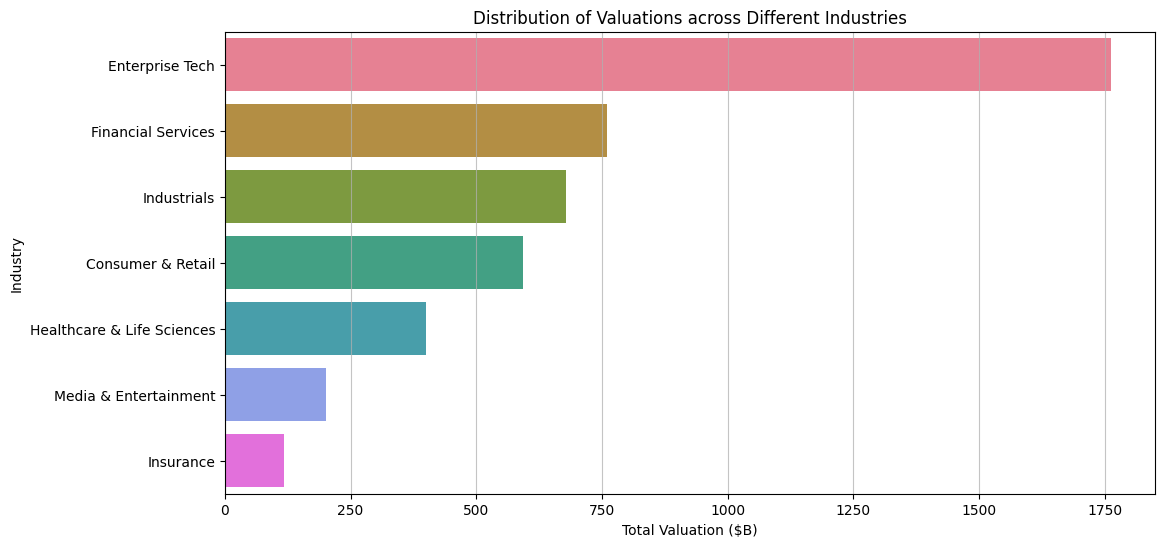 Distribution of Valuations across Different Industries
Industry
Enterprise Tech
Financial Services
Industrials
Consumer & Retail
Healthcare & Life Sciences
Media & Entertainment
Insurance
0 250 500 750 1000 1250 1500 1750
Total Valuation ($B)